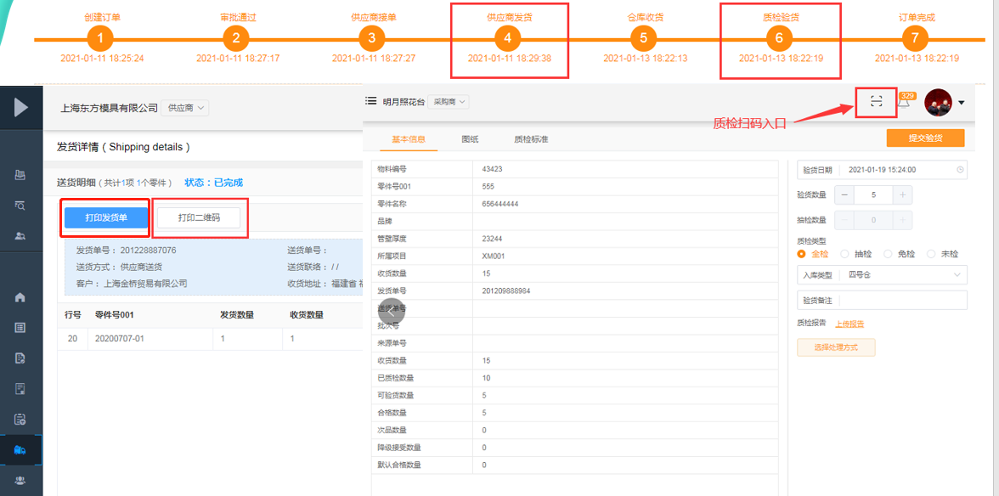 创建订单 审批通过 供应商接单 供应商发货 仓库收货 质检验货 订单完成
1 2 3 4 5 6 7
2021-01-11 18:25:24 2021-01-11 18:27:17 2021-01-11 18:27:27 2021-01-11 18:29:38 2021-01-13 18:22:13 2021-01-13 18:22:19 2021-01-13 18:22:19
上海东方模具有限公司 供应商
发货详情 ( Shipping details )
送货明细 ( 共计1项 1个零件 ) 状态：已完成
打印发货单 打印二维码
发货单号： 201228887076 送货单号：
送货方式： 供应商送货 送货联络： / /
客户： 上海金桥贸易有限公司 收货地址： 福建省
行号 零件号001 发货数量 收货数量
20 20200707-01 1 1
明月照花台 采购商
329
质检扫码入口
基本信息 图纸 质检标准
提交验货
物料编号 43423
零件号001 555
零件名称 656444444
品牌
管壁厚度 23244
所属项目 XM001
收货数量 15
发货单号 201209888984
送货单号
批次号
来源单号
收货数量 15
已质检数量 10
可验货数量 5
合格数量 5
次品数量 0
降级接受数量 0
默认合格数量 0
验货日期 2021-01-19 15:24:00
验货数量 − 5 +
抽检数量 − 0 +
质检类型
全检 抽检 免检 未检
入库类型 四号仓
验货备注
质检报告 上传报告
选择处理方式